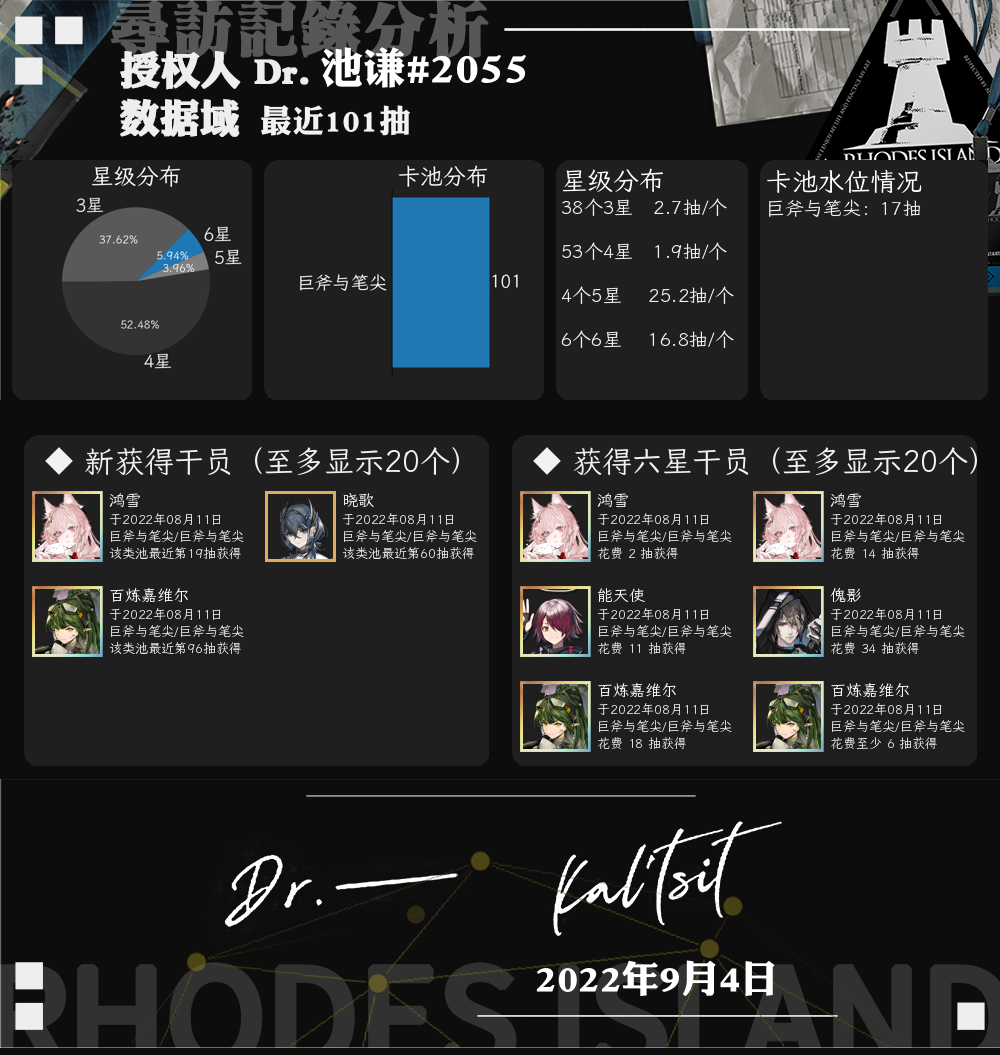 尋訪記錄分析
授权人 Dr. 池谦#2055
数据域 最近101抽
RHODES ISLAND
星级分布
3星
37.62%
6星
5.94%
5星
3.96%
52.48%
4星
卡池分布
巨斧与笔尖
101
星级分布
38个3星 2.7抽/个
53个4星 1.9抽/个
4个5星 25.2抽/个
6个6星 16.8抽/个
卡池水位情况
巨斧与笔尖：17抽
◆ 新获得干员（至多显示20个）
鸿雪
于2022年08月11日
巨斧与笔尖/巨斧与笔尖
该类池最近第19抽获得
晓歌
于2022年08月11日
巨斧与笔尖/巨斧与笔尖
该类池最近第60抽获得
百炼嘉维尔
于2022年08月11日
巨斧与笔尖/巨斧与笔尖
该类池最近第96抽获得
◆ 获得六星干员（至多显示20个）
鸿雪
于2022年08月11日
巨斧与笔尖/巨斧与笔尖
花费 2 抽获得
鸿雪
于2022年08月11日
巨斧与笔尖/巨斧与笔尖
花费 14 抽获得
能天使
于2022年08月11日
巨斧与笔尖/巨斧与笔尖
花费 11 抽获得
傀影
于2022年08月11日
巨斧与笔尖/巨斧与笔尖
花费 34 抽获得
百炼嘉维尔
于2022年08月11日
巨斧与笔尖/巨斧与笔尖
花费 18 抽获得
百炼嘉维尔
于2022年08月11日
巨斧与笔尖/巨斧与笔尖
花费至少 6 抽获得
Dr. —
Kal'tsit
2022年9月4日
RHODES ISLAND